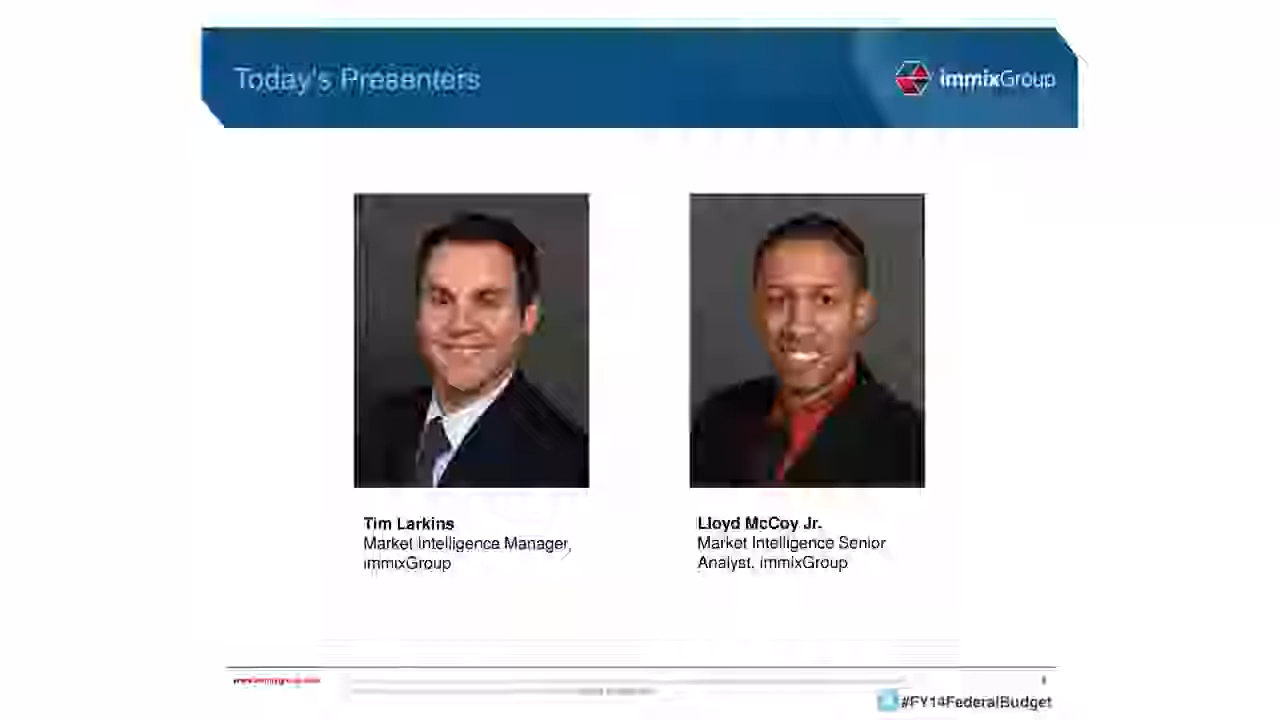 Today's Presenters
immixGroup
Tim Larkins
Market Intelligence Manager,
immixGroup
Lloyd McCoy Jr.
Market Intelligence Senior
Analyst, immixGroup
#FY14FederalBudget